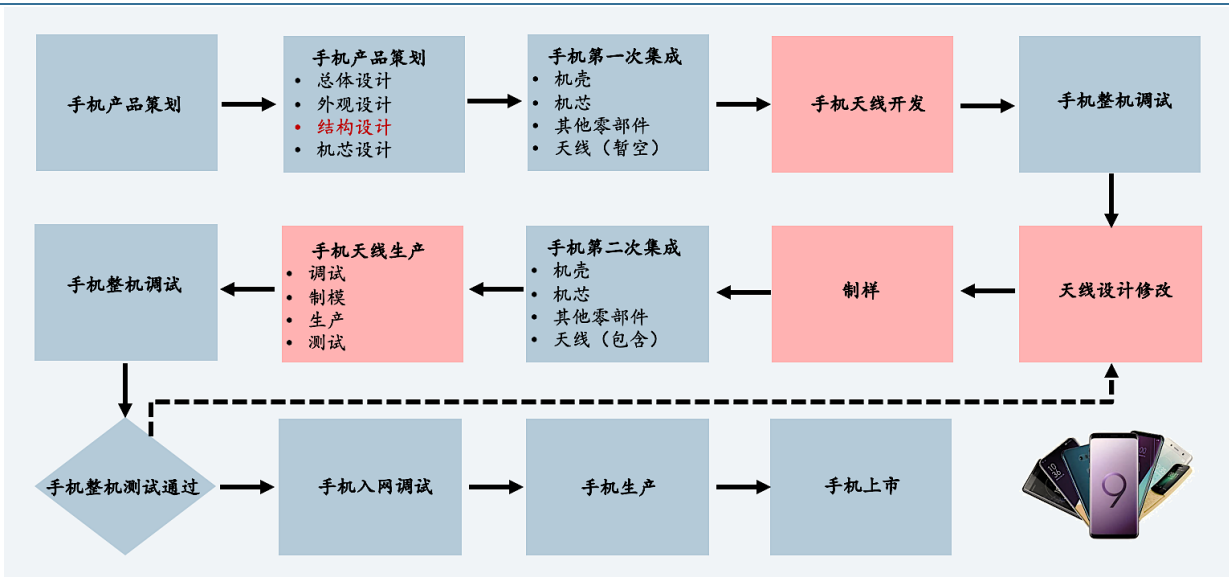 手机产品策划
手机产品策划
• 总体设计
• 外观设计
• 结构设计
• 机芯设计
手机第一次集成
• 机壳
• 机芯
• 其他零部件
• 天线（暂空）
手机天线开发
手机整机调试
手机整机调试
手机天线生产
• 调试
• 制模
• 生产
• 测试
手机第二次集成
• 机壳
• 机芯
• 其他零部件
• 天线（包含）
制样
天线设计修改
手机整机测试通过
手机入网调试
手机生产
手机上市
9